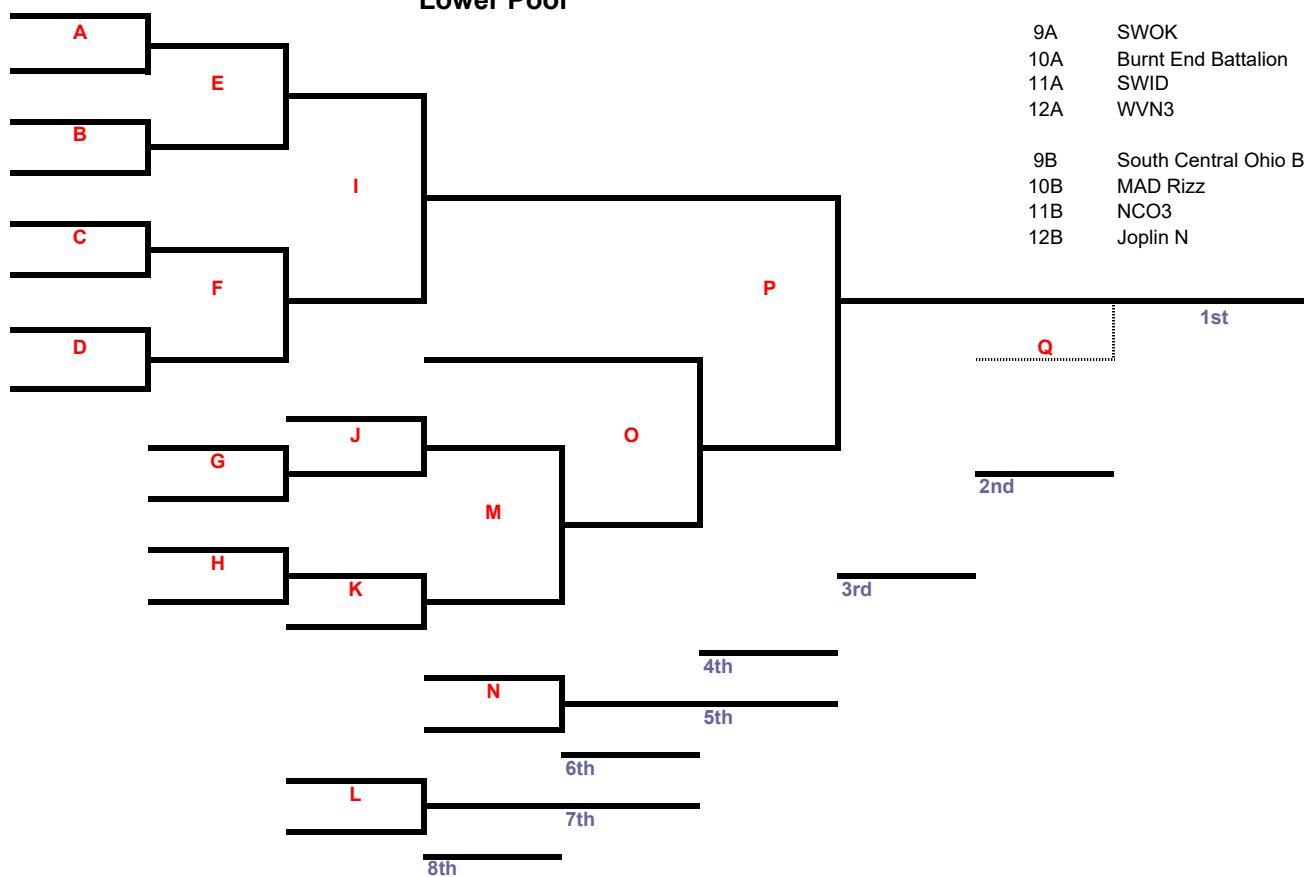 Lower Pool
A
9A SWOK
10A Burnt End Battalion
E
11A SWID
12A WVN3
B
9B South Central Ohio B
I
10B MAD Rizz
11B NCO3
C
12B Joplin N
F
P
1st
D
Q
J
O
G
2nd
M
H
K
3rd
4th
N
5th
6th
L
7th
8th